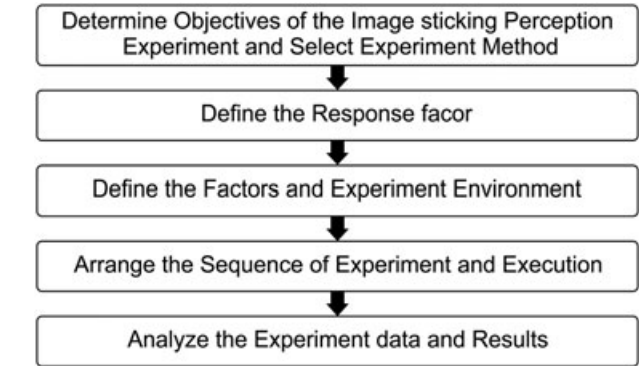 Determine Objectives of the Image sticking Perception
Experiment and Select Experiment Method
Define the Response facor
Define the Factors and Experiment Environment
Arrange the Sequence of Experiment and Execution
Analyze the Experiment data and Results